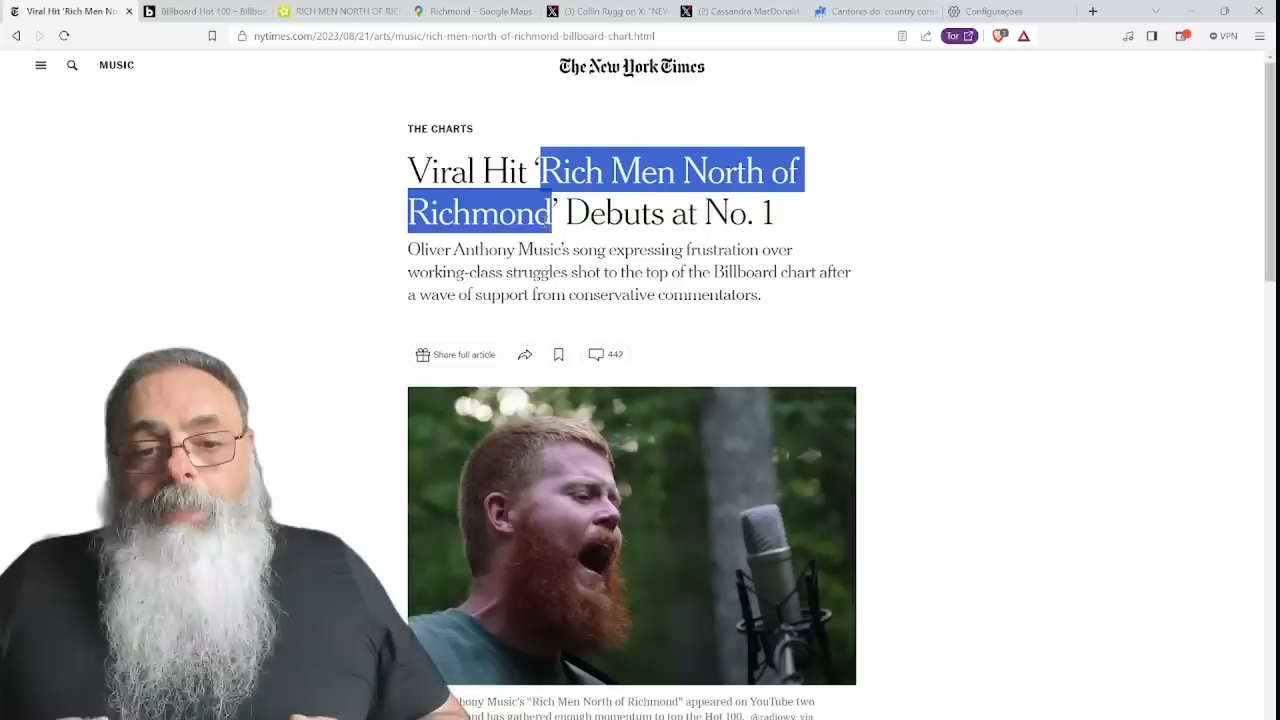 Viral Hit 'Rich Men No
Billboard Hot 100 – Billboa
RICH MEN NORTH OF RIC
Richmond - Google Maps
(3) Collin Rugg on X: "NEV
(2) Cassandra MacDonald
Cantores do 'country cons
Configurações
nytimes.com/2023/08/21/arts/music/rich-men-north-of-richmond-billboard-chart.html
Tor
VPN
MUSIC
The New York Times
THE CHARTS
Viral Hit ‘Rich Men North of
Richmond’ Debuts at No. 1
Oliver Anthony Music’s song expressing frustration over
working-class struggles shot to the top of the Billboard chart after
a wave of support from conservative commentators.
Share full article
442
hony Music’s “Rich Men North of Richmond” appeared on YouTube two
nd has gathered enough momentum to top the Hot 100. @radiowv, via